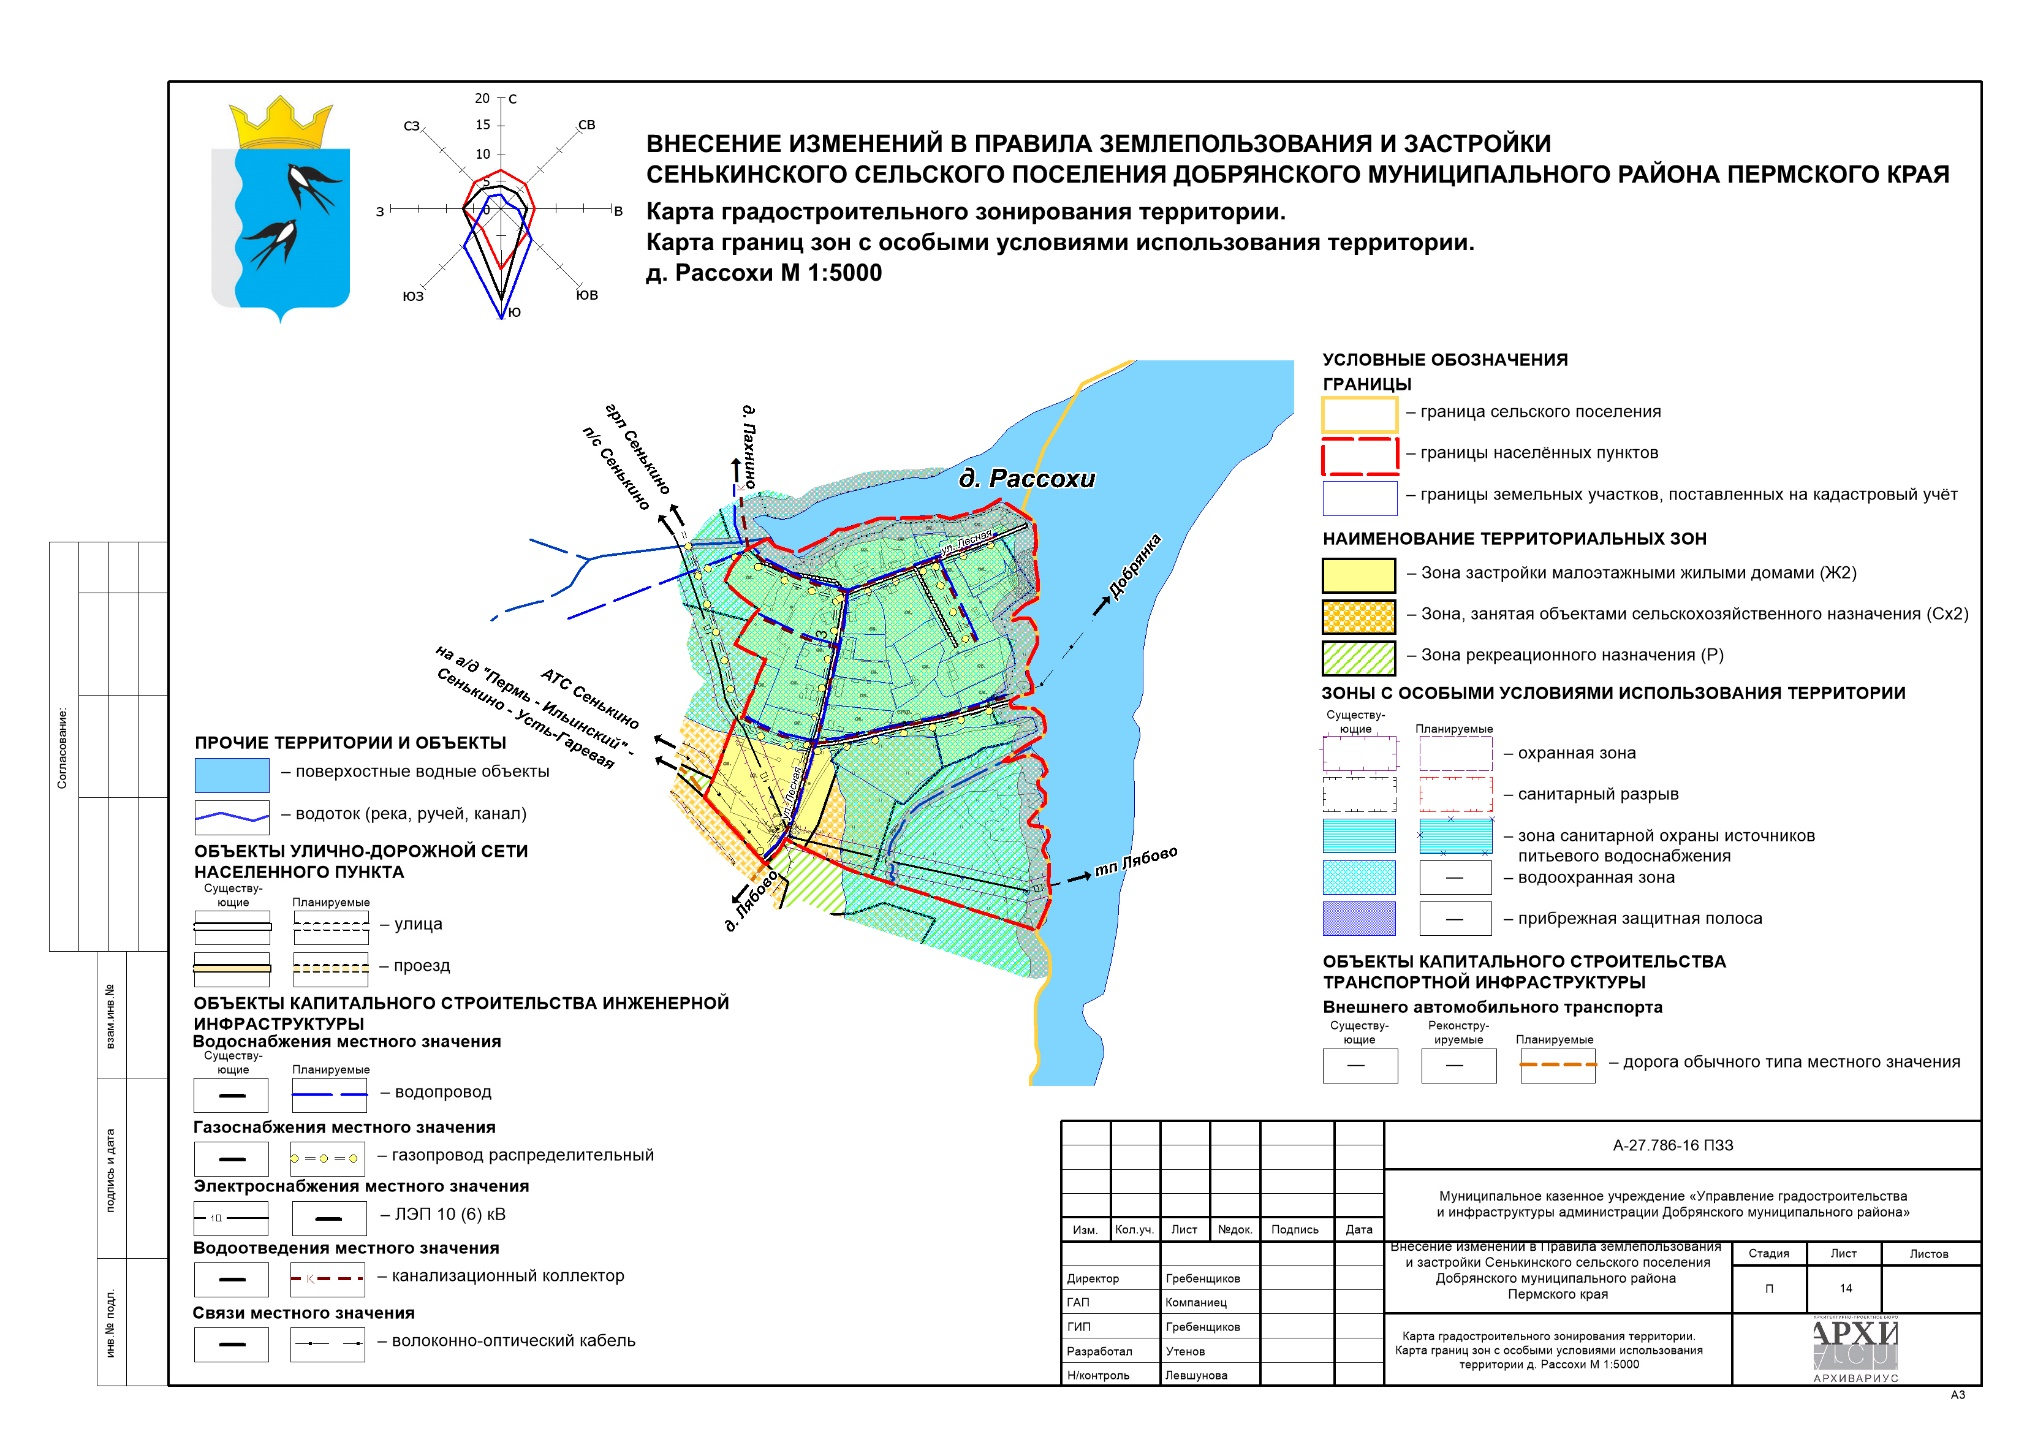 20
С
СЗ
15
СВ
10
5
З
0
В
ЮЗ
ЮВ
Ю
ВНЕСЕНИЕ ИЗМЕНЕНИЙ В ПРАВИЛА ЗЕМЛЕПОЛЬЗОВАНИЯ И ЗАСТРОЙКИ
СЕНЬКИНСКОГО СЕЛЬСКОГО ПОСЕЛЕНИЯ ДОБРЯНСКОГО МУНИЦИПАЛЬНОГО РАЙОНА ПЕРМСКОГО КРАЯ
Карта градостроительного зонирования территории.
Карта границ зон с особыми условиями использования территории.
д. Рассохи М 1:5000
грп Сенькино
п/с Сенькино
д. Пахнино
д. Рассохи
ул. Лесная
Добрянка
АТС Сенькино
на а/д "Пермь - Ильинский" -
Сенькино - Усть-Гаревая
ул. Лесная
д. Лябово
тп Лябово
УСЛОВНЫЕ ОБОЗНАЧЕНИЯ
ГРАНИЦЫ
– граница сельского поселения
– границы населённых пунктов
– границы земельных участков, поставленных на кадастровый учёт
НАИМЕНОВАНИЕ ТЕРРИТОРИАЛЬНЫХ ЗОН
– Зона застройки малоэтажными жилыми домами (Ж2)
– Зона, занятая объектами сельскохозяйственного назначения (Сх2)
– Зона рекреационного назначения (Р)
ЗОНЫ С ОСОБЫМИ УСЛОВИЯМИ ИСПОЛЬЗОВАНИЯ ТЕРРИТОРИИ
Существу-
ющие
Планируемые
– охранная зона
– санитарный разрыв
– зона санитарной охраны источников
питьевого водоснабжения
– водоохранная зона
– прибрежная защитная полоса
ОБЪЕКТЫ КАПИТАЛЬНОГО СТРОИТЕЛЬСТВА
ТРАНСПОРТНОЙ ИНФРАСТРУКТУРЫ
Внешнего автомобильного транспорта
Существу-
ющие
Реконстру-
ируемые
Планируемые
– дорога обычного типа местного значения
ПРОЧИЕ ТЕРРИТОРИИ И ОБЪЕКТЫ
– поверхостные водные объекты
– водоток (река, ручей, канал)
ОБЪЕКТЫ УЛИЧНО-ДОРОЖНОЙ СЕТИ
НАСЕЛЕННОГО ПУНКТА
Существу-
ющие
Планируемые
– улица
– проезд
ОБЪЕКТЫ КАПИТАЛЬНОГО СТРОИТЕЛЬСТВА ИНЖЕНЕРНОЙ
ИНФРАСТРУКТУРЫ
Водоснабжения местного значения
Существу-
ющие
Планируемые
– водопровод
Газоснабжения местного значения
– газопровод распределительный
Электроснабжения местного значения
10
– ЛЭП 10 (6) кВ
Водоотведения местного значения
К
– канализационный коллектор
Связи местного значения
– волоконно-оптический кабель
Согласование:
взам.инв.№
подпись и дата
инв.№ подл.
А-27.786-16 ПЗЗ
Муниципальное казенное учреждение «Управление градостроительства
и инфраструктуры администрации Добрянского муниципального района»
Изм. Кол.уч. Лист №док. Подпись Дата
Внесение изменений в Правила землепользования
и застройки Сенькинского сельского поселения
Добрянского муниципального района
Пермского края
Стадия Лист Листов
П 14
Директор Гребенщиков
ГАП Компаниец
ГИП Гребенщиков
Разработал Утенов
Н/контроль Левшунова
Карта градостроительного зонирования территории.
Карта границ зон с особыми условиями использования
территории д. Рассохи М 1:5000
АРХИ
АРХИВАРИУС
А3